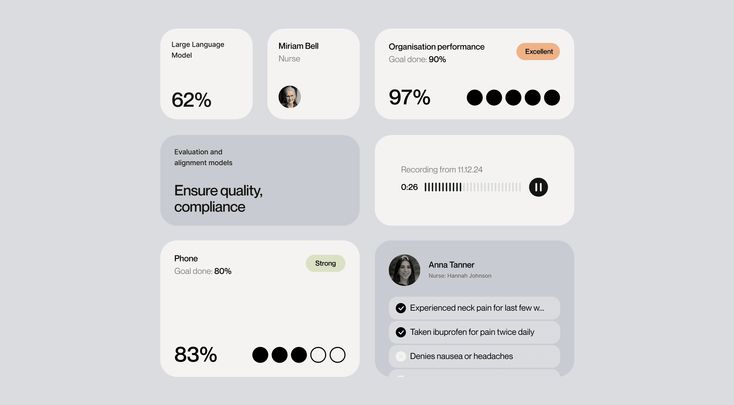 Large Language
Model
62%
Miriam Bell
Nurse
Organisation performance
Goal done: 90%
Excellent
97%
Evaluation and
alignment models
Ensure quality,
compliance
Recording from 11.12.24
0:26
Phone
Goal done: 80%
Strong
83%
Anna Tanner
Nurse: Hannah Johnson
Experienced neck pain for last few w...
Taken ibuprofen for pain twice daily
Denies nausea or headaches